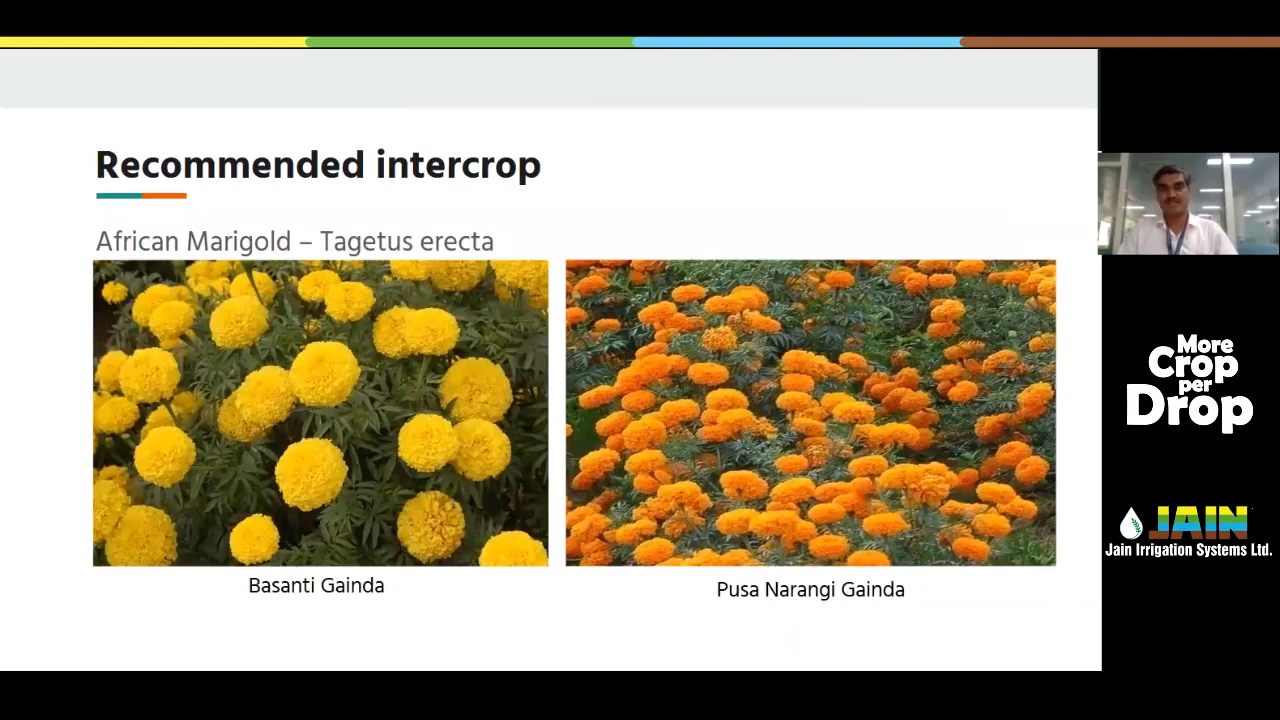 Recommended intercrop
African Marigold – Tagetus erecta
Basanti Gainda
Pusa Narangi Gainda
More
Crop
per
Drop
JAIN
Jain Irrigation Systems Ltd.